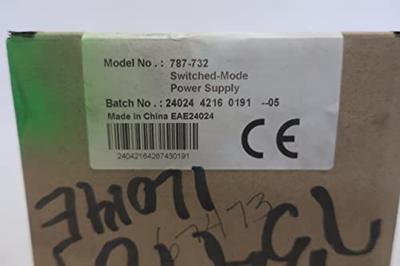 Model No. : 787-732
Switched-Mode
Power Supply
Batch No. : 24024 4216 0191 --05
Made in China EAE24024
24042164267430191
CE
67473